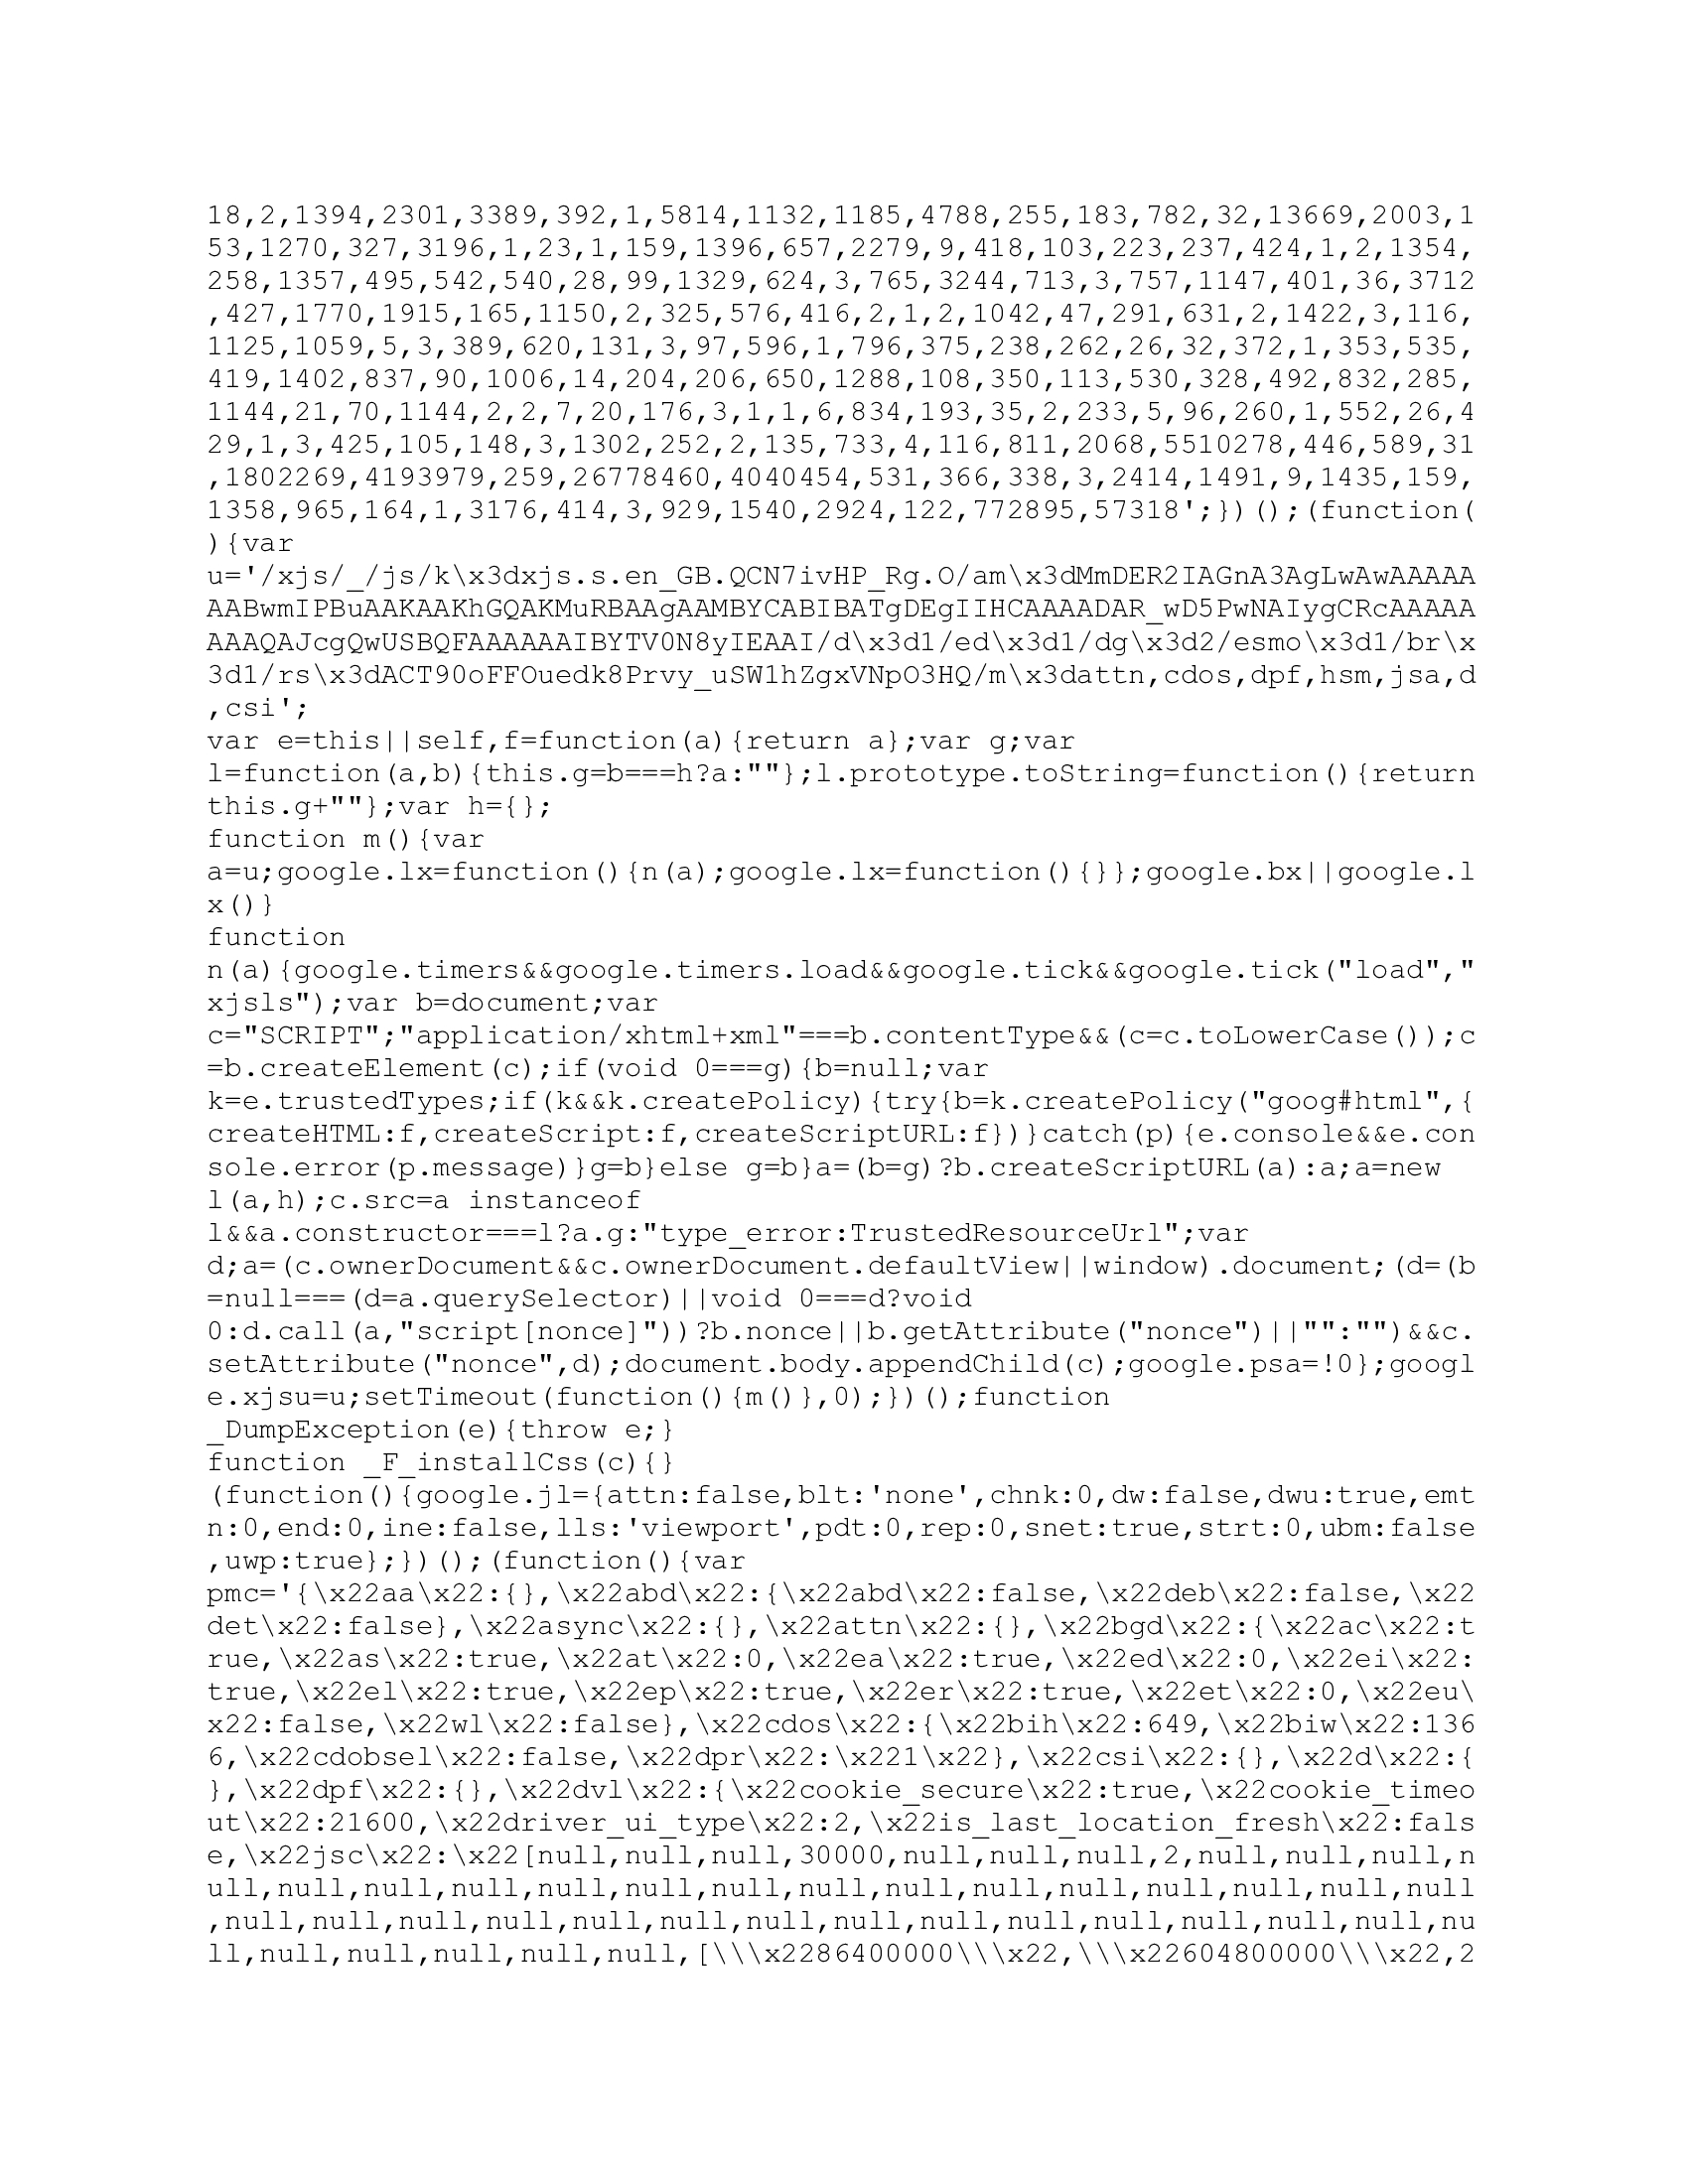 18,2,1394,2301,3389,392,1,5814,1132,1185,4788,255,183,782,32,13669,2003,1
53,1270,327,3196,1,23,1,159,1396,657,2279,9,418,103,223,237,424,1,2,1354,
258,1357,495,542,540,28,99,1329,624,3,765,3244,713,3,757,1147,401,36,3712
,427,1770,1915,165,1150,2,325,576,416,2,1,2,1042,47,291,631,2,1422,3,116,
1125,1059,5,3,389,620,131,3,97,596,1,796,375,238,262,26,32,372,1,353,535,
419,1402,837,90,1006,14,204,206,650,1288,108,350,113,530,328,492,832,285,
1144,21,70,1144,2,2,7,20,176,3,1,1,6,834,193,35,2,233,5,96,260,1,552,26,4
29,1,3,425,105,148,3,1302,252,2,135,733,4,116,811,2068,5510278,446,589,31
,1802269,4193979,259,26778460,4040454,531,366,338,3,2414,1491,9,1435,159,
1358,965,164,1,3176,414,3,929,1540,2924,122,772895,57318';})();(function(
){var
u='/xjs/_/js/k\x3dxjs.s.en_GB.QCN7ivHP_Rg.O/am\x3dMmDER2IAGnA3AgLwAwAAAAA
AABwmIPBuAAKAAKhGQAKMuRBAAgAAMBYCABIBATgDEgIIHCAAAADAR_wD5PwNAIygCRcAAAAA
AAAQAJcgQwUSBQFAAAAAAIBYTV0N8yIEAAI/d\x3d1/ed\x3d1/dg\x3d2/esmo\x3d1/br\x
3d1/rs\x3dACT90oFFOuedk8Prvy_uSW1hZgxVNpO3HQ/m\x3dattn,cdos,dpf,hsm,jsa,d
,csi';
var e=this||self,f=function(a){return a};var g;var
l=function(a,b){this.g=b===h?a:""};l.prototype.toString=function(){return
this.g+""};var h={};
function m(){var
a=u;google.lx=function(){n(a);google.lx=function(){}};google.bx||google.l
x()}
function
n(a){google.timers&&google.timers.load&&google.tick&&google.tick("load","
xjsls");var b=document;var
c="SCRIPT";"application/xhtml+xml"===b.contentType&&(c=c.toLowerCase());c
=b.createElement(c);if(void 0===g){b=null;var
k=e.trustedTypes;if(k&&k.createPolicy){try{b=k.createPolicy("goog#html",{
createHTML:f,createScript:f,createScriptURL:f})}catch(p){e.console&&e.con
sole.error(p.message)}g=b}else g=b}a=(b=g)?b.createScriptURL(a):a;a=new
l(a,h);c.src=a instanceof
l&&a.constructor===l?a.g:"type_error:TrustedResourceUrl";var
d;a=(c.ownerDocument&&c.ownerDocument.defaultView||window).document;(d=(b
=null===(d=a.querySelector)||void 0===d?void
0:d.call(a,"script[nonce]"))?b.nonce||b.getAttribute("nonce")||"":"")&&c.
setAttribute("nonce",d);document.body.appendChild(c);google.psa=!0};googl
e.xjsu=u;setTimeout(function(){m()},0);})();function
_DumpException(e){throw e;}
function _F_installCss(c){}
(function(){google.jl={attn:false,blt:'none',chnk:0,dw:false,dwu:true,emt
n:0,end:0,ine:false,lls:'viewport',pdt:0,rep:0,snet:true,strt:0,ubm:false
,uwp:true};})();(function(){var
pmc='{\x22aa\x22:{},\x22abd\x22:{\x22abd\x22:false,\x22deb\x22:false,\x22
det\x22:false},\x22async\x22:{},\x22attn\x22:{},\x22bgd\x22:{\x22ac\x22:t
rue,\x22as\x22:true,\x22at\x22:0,\x22ea\x22:true,\x22ed\x22:0,\x22ei\x22:
true,\x22el\x22:true,\x22ep\x22:true,\x22er\x22:true,\x22et\x22:0,\x22eu\
x22:false,\x22wl\x22:false},\x22cdos\x22:{\x22bih\x22:649,\x22biw\x22:136
6,\x22cdobsel\x22:false,\x22dpr\x22:\x221\x22},\x22csi\x22:{},\x22d\x22:{
},\x22dpf\x22:{},\x22dvl\x22:{\x22cookie_secure\x22:true,\x22cookie_timeo
ut\x22:21600,\x22driver_ui_type\x22:2,\x22is_last_location_fresh\x22:fals
e,\x22jsc\x22:\x22[null,null,null,30000,null,null,null,2,null,null,null,n
ull,null,null,null,null,null,null,null,null,null,null,null,null,null,null
,null,null,null,null,null,null,null,null,null,null,null,null,null,null,nu
ll,null,null,null,null,null,[\\\x2286400000\\\x22,\\\x22604800000\\\x22,2